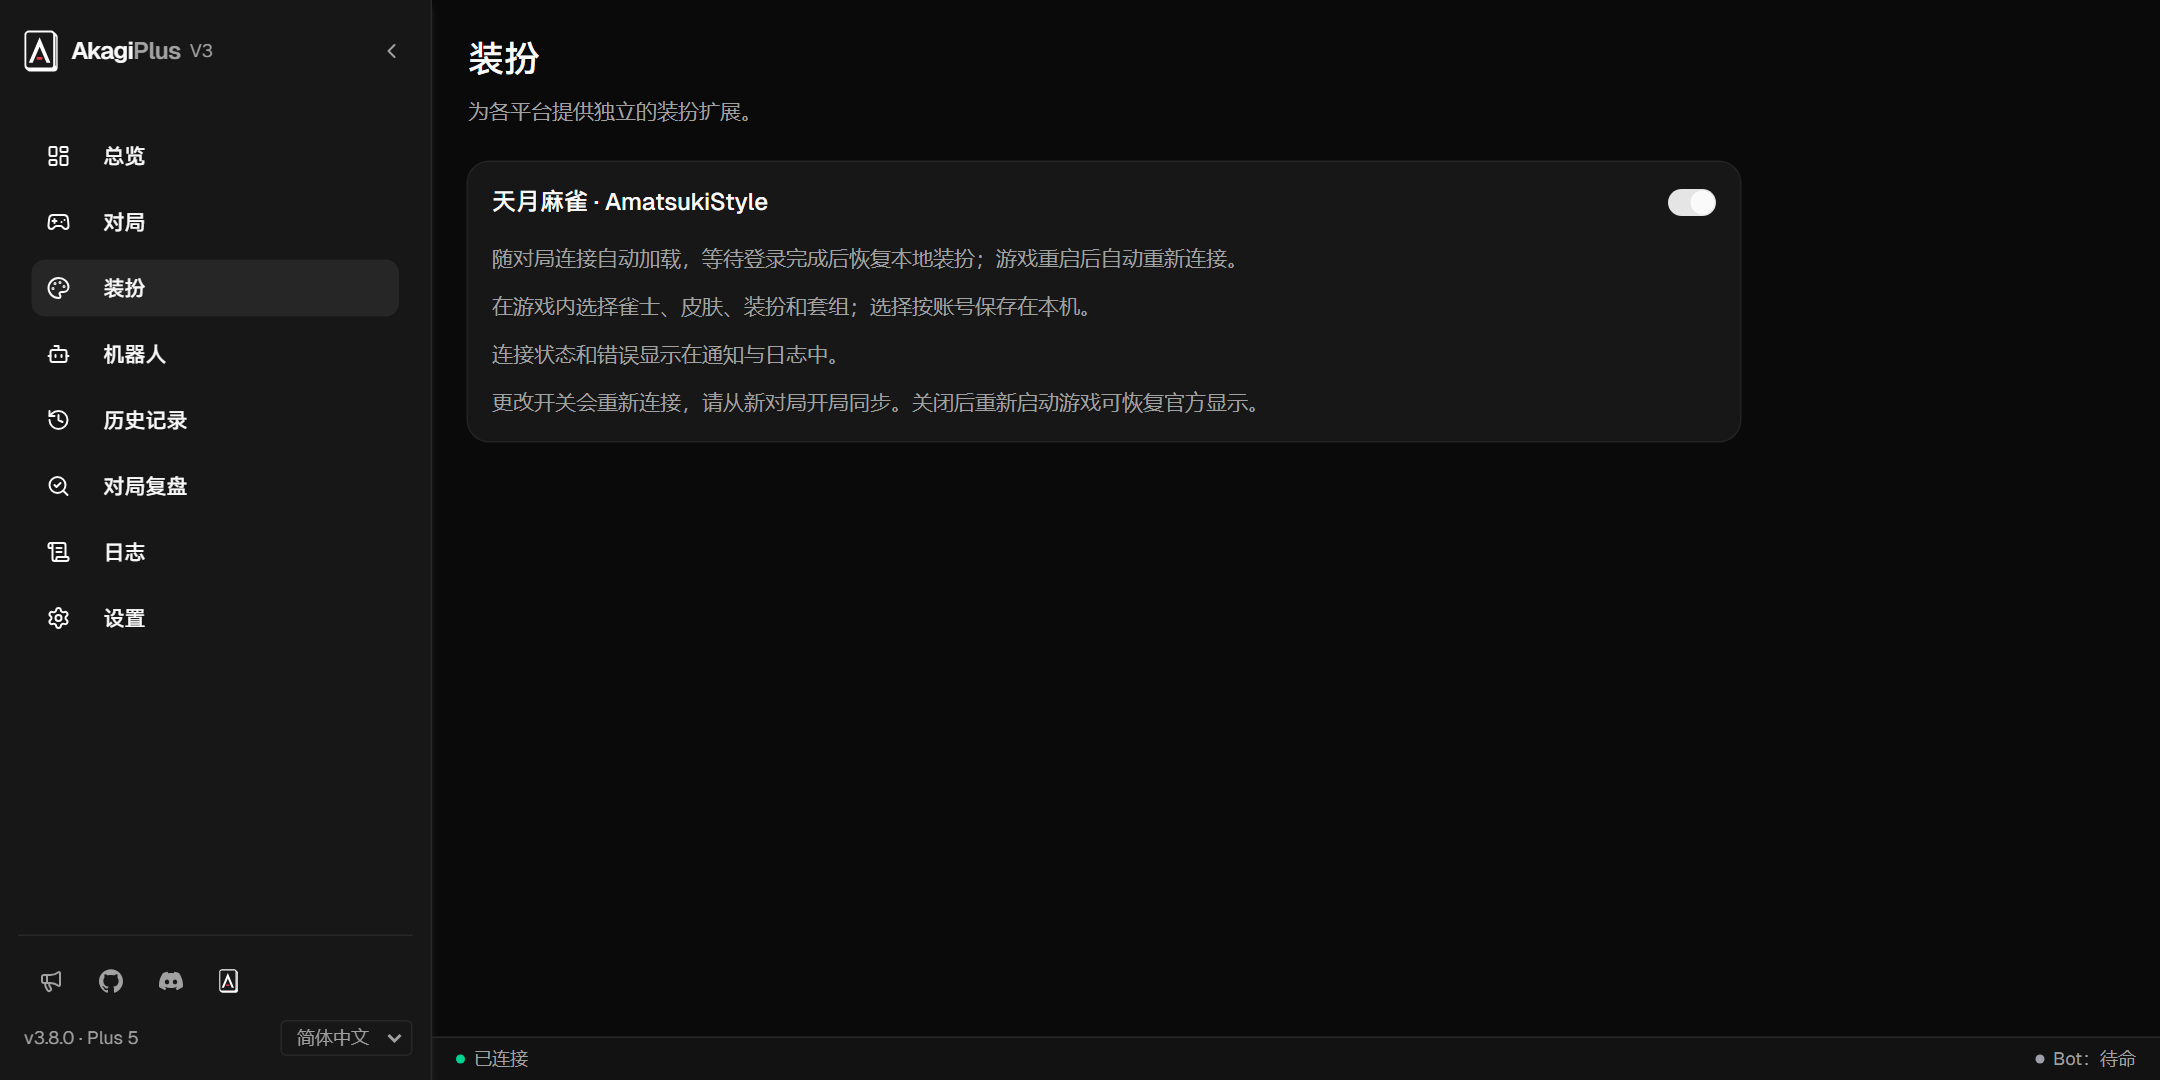 AkagiPlus V3
总览
对局
装扮
机器人
历史记录
对局复盘
日志
设置
v3.8.0 · Plus 5
简体中文
装扮
为各平台提供独立的装扮扩展。
天月麻雀 · AmatsukiStyle
随对局连接自动加载，等待登录完成后恢复本地装扮；游戏重启后自动重新连接。
在游戏内选择雀士、皮肤、装扮和套组；选择按账号保存在本机。
连接状态和错误显示在通知与日志中。
更改开关会重新连接，请从新对局开局同步。关闭后重新启动游戏可恢复官方显示。
已连接
Bot：待命